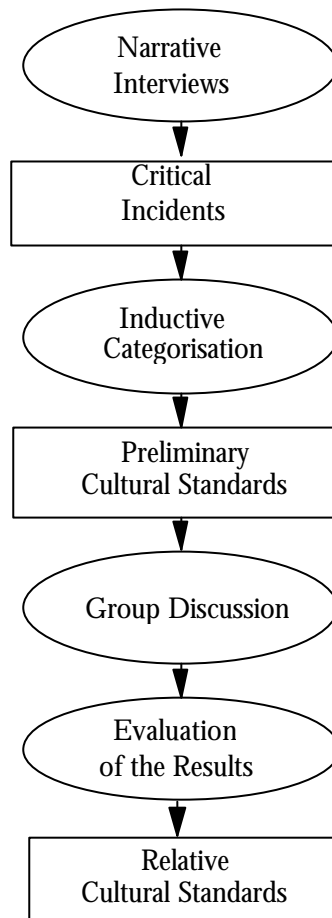 Narrative
Interviews
Critical
Incidents
Inductive
Categorisation
Preliminary
Cultural Standards
Group Discussion
Evaluation
of the Results
Relative
Cultural Standards